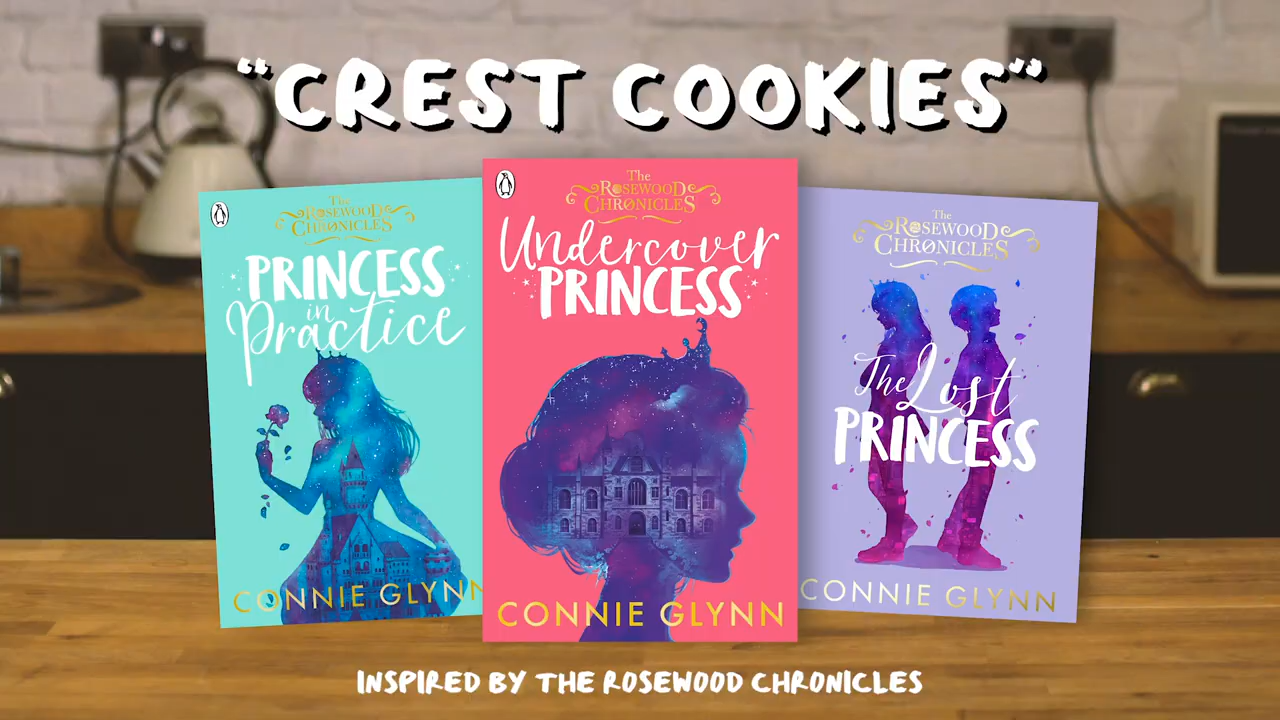 "CREST COOKIES"
The
ROSEWOOD
CHRONICLES
PRINCESS
in
Practice
CONNIE GLYNN
The
ROSEWOOD
CHRONICLES
Undercover
PRINCESS
CONNIE GLYNN
The
ROSEWOOD
CHRONICLES
The Lost
PRINCESS
CONNIE GLYNN
INSPIRED BY THE ROSEWOOD CHRONICLES